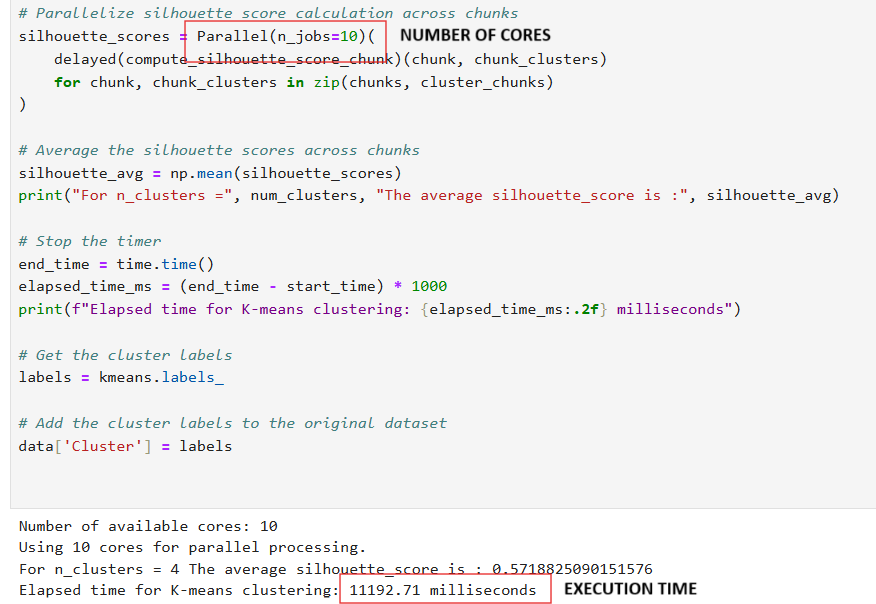 # Parallelize silhouette score calculation across chunks
silhouette_scores = Parallel(n_jobs=10)( NUMBER OF CORES
    delayed(compute_silhouette_score_chunk)(chunk, chunk_clusters)
    for chunk, chunk_clusters in zip(chunks, cluster_chunks)
)
# Average the silhouette scores across chunks
silhouette_avg = np.mean(silhouette_scores)
print("For n_clusters =", num_clusters, "The average silhouette_score is :", silhouette_avg)
# Stop the timer
end_time = time.time()
elapsed_time_ms = (end_time - start_time) * 1000
print(f"Elapsed time for K-means clustering: {elapsed_time_ms:.2f} milliseconds")
# Get the cluster labels
labels = kmeans.labels_
# Add the cluster labels to the original dataset
data['Cluster'] = labels
Number of available cores: 10
Using 10 cores for parallel processing.
For n_clusters = 4 The average silhouette_score is : 0.5718825090151576
Elapsed time for K-means clustering: 11192.71 milliseconds EXECUTION TIME